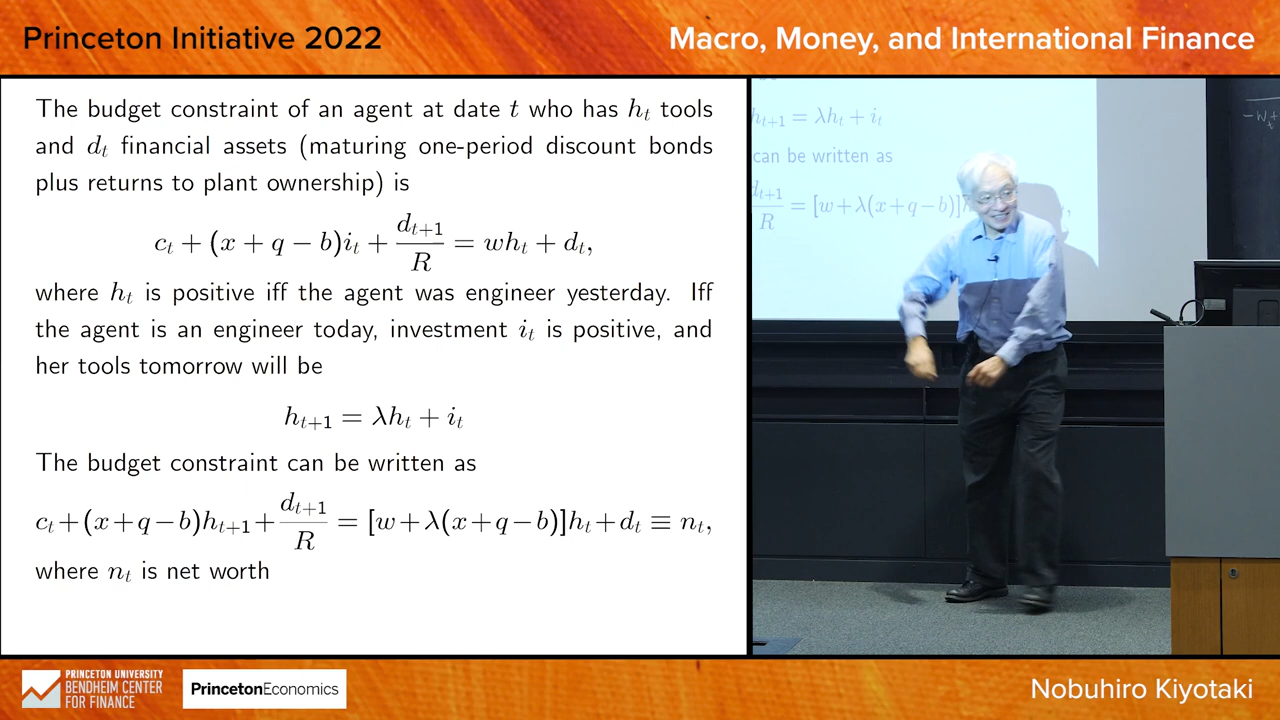 Princeton Initiative 2022
Macro, Money, and International Finance
The budget constraint of an agent at date t who has h_t tools
and d_t financial assets (maturing one-period discount bonds
plus returns to plant ownership) is
c_t + (x + q − b)i_t + d_{t+1}/R = wh_t + d_t,
where h_t is positive iff the agent was engineer yesterday. Iff
the agent is an engineer today, investment i_t is positive, and
her tools tomorrow will be
h_{t+1} = λh_t + i_t
The budget constraint can be written as
c_t + (x + q − b)h_{t+1} + d_{t+1}/R = [w + λ(x + q − b)]h_t + d_t ≡ n_t,
where n_t is net worth
h_{t+1} = λh_t + i_t
can be written as
d_{t+1}/R = [w + λ(x + q − b)]
−w_t
PRINCETON UNIVERSITY
BENDHEIM CENTER
FOR FINANCE
PrincetonEconomics
Nobuhiro Kiyotaki